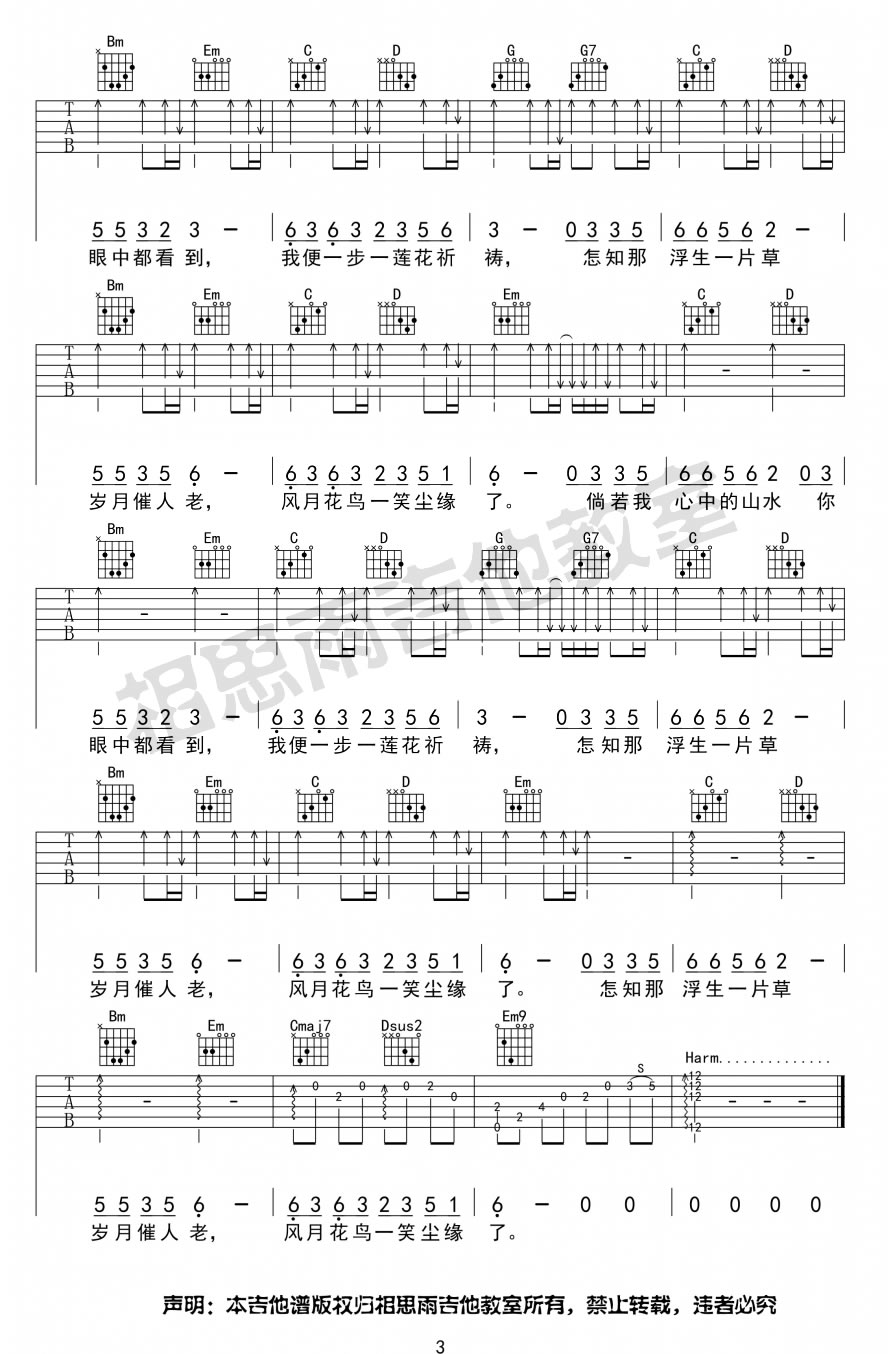 Bm Em C D G G7 C D
T
A
B
5 5 3 2 3 - 6 3 6 3 2 3 5 6 3 - 0 3 3 5 6 6 5 6 2 -
眼中都看到， 我便一步一莲花祈 祷， 怎知那 浮生一片草
Bm Em C D Em C D
T
A
B
5 5 3 5 6 - 6 3 6 3 2 3 5 1 6 - 0 3 3 5 6 6 5 6 2 0 3
岁月催人老， 风月花鸟一笑尘缘 了。 倘若我 心中的山水 你
Bm Em C D G G7 C D
T
A
B
5 5 3 2 3 - 6 3 6 3 2 3 5 6 3 - 0 3 3 5 6 6 5 6 2 -
眼中都看到， 我便一步一莲花祈 祷， 怎知那 浮生一片草
Bm Em C D Em C D
T
A
B
5 5 3 5 6 - 6 3 6 3 2 3 5 1 6 - 0 3 3 5 6 6 5 6 2 -
岁月催人老， 风月花鸟一笑尘缘 了。 怎知那 浮生一片草
Bm Em Cmaj7 Dsus2 Em9
S Harm..............
T
A
B
0 2 0 0 2 0 2 0 2 4 0 2 0 3 5 12 12 12 12
5 5 3 5 6 - 6 3 6 3 2 3 5 1 6 - 0 0 0 0 0 0
岁月催人老， 风月花鸟一笑尘缘 了。
相思雨吉他教室
声明：本吉他谱版权归相思雨吉他教室所有，禁止转载，违者必究
3